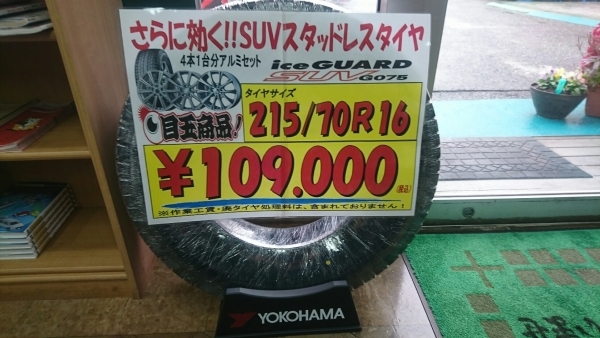 さらに効く!!SUVスタッドレスタイヤ
4本1台分アルミセット
iceGUARD
SUV G075
タイヤサイズ
目玉商品!
215/70R16
¥109.000
(税込)
※作業工賃・廃タイヤ処理料は、含まれておりません!
YOKOHAMA